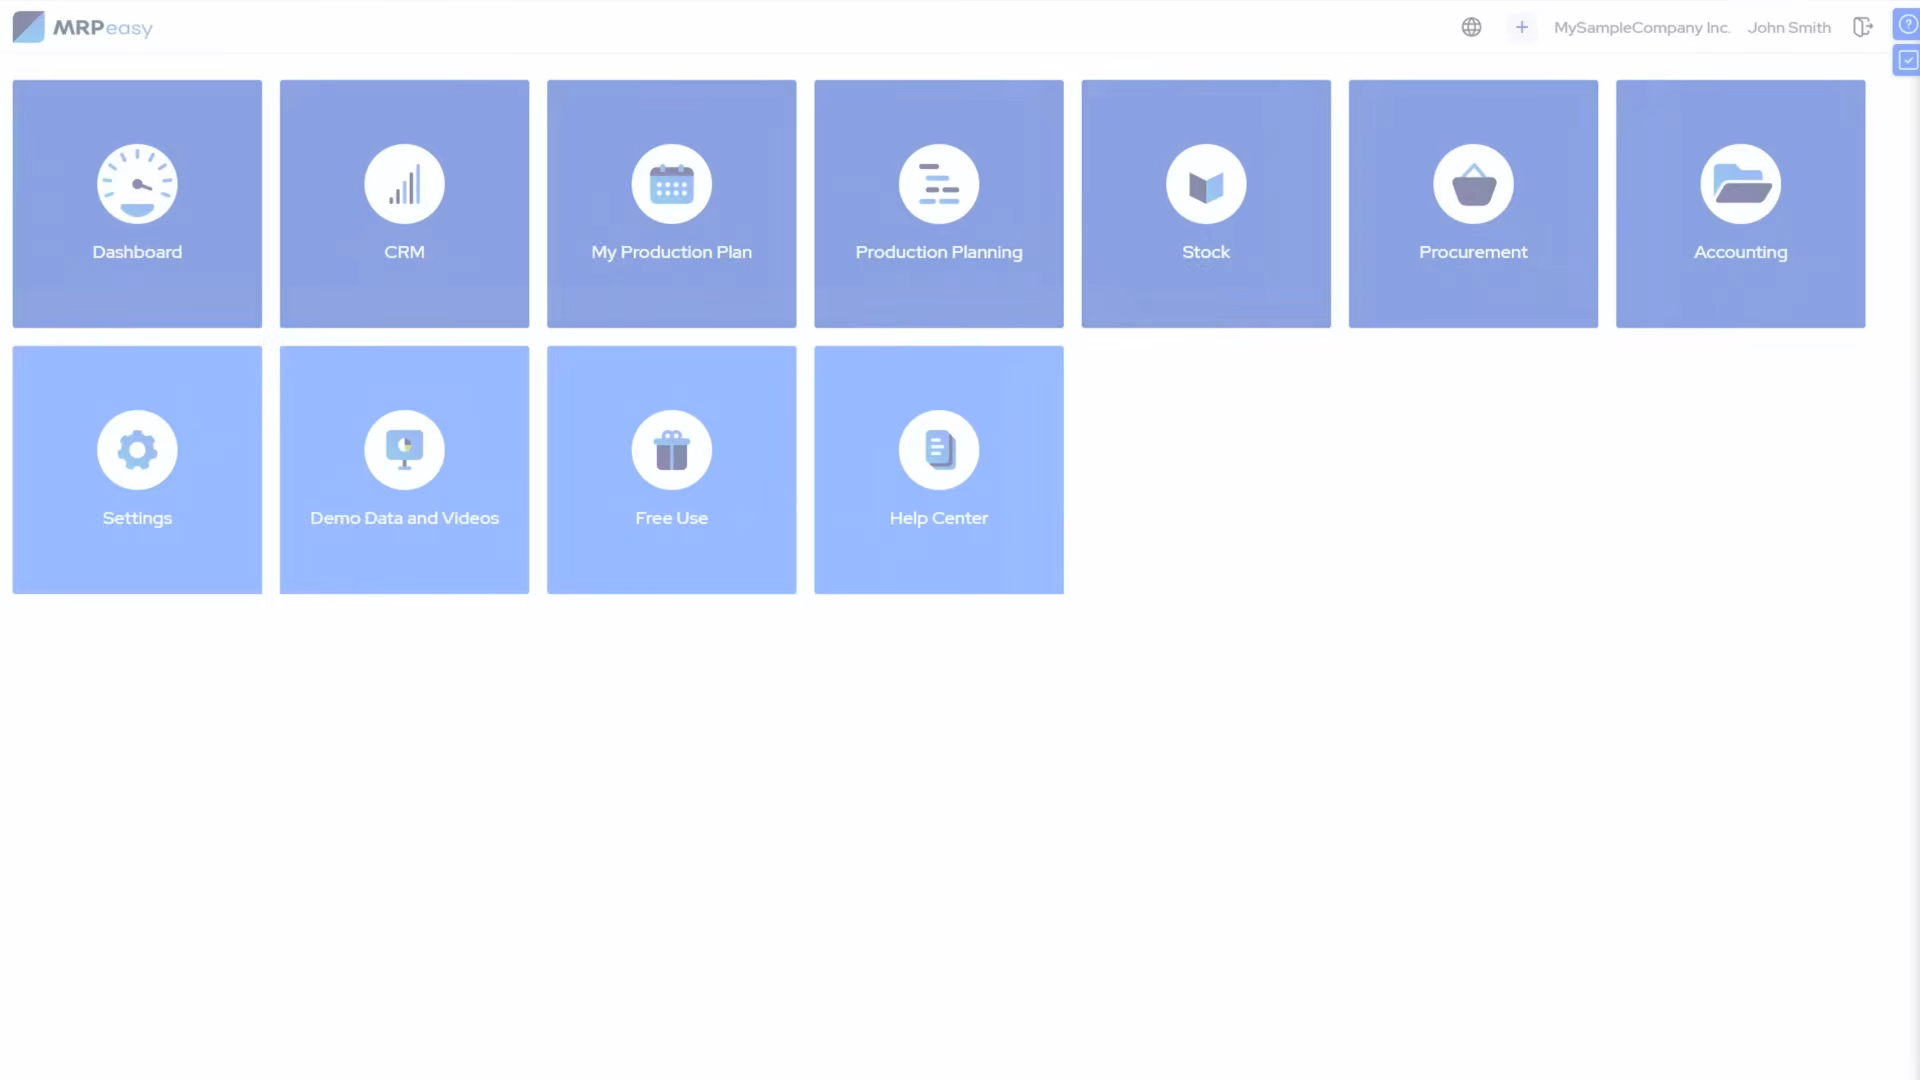 MRPeasy
MySampleCompany Inc.
John Smith
Dashboard
CRM
My Production Plan
Production Planning
Stock
Procurement
Accounting
Settings
Demo Data and Videos
Free Use
Help Center